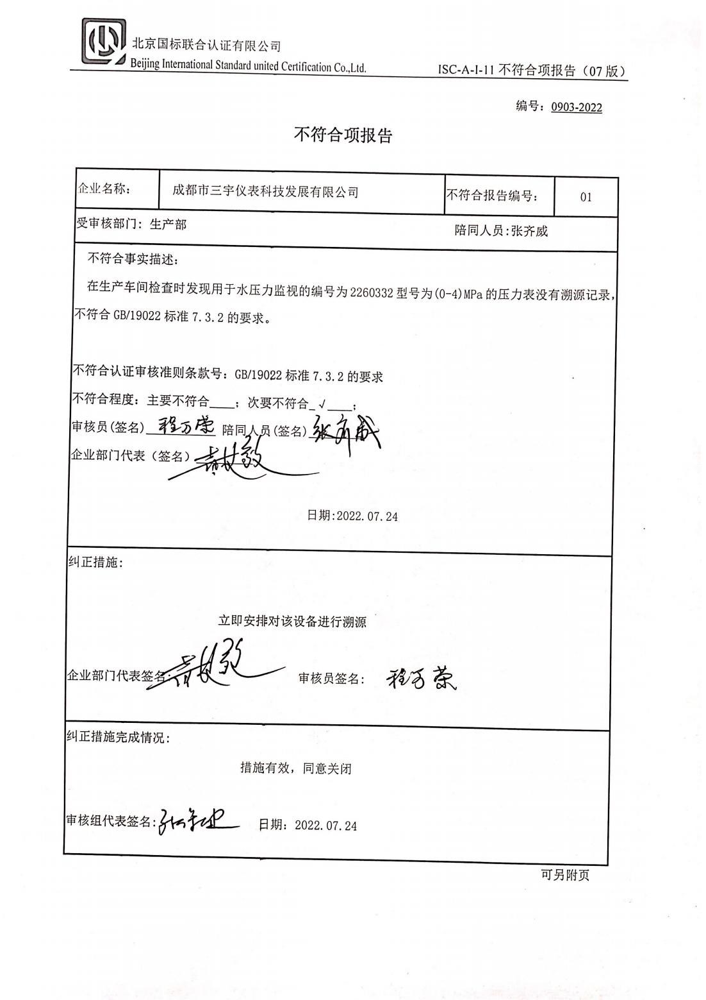 北京国标联合认证有限公司
Beijing International Standard united Certification Co.,Ltd.
ISC-A-I-11 不符合项报告（07 版）
编号：0903-2022
不符合项报告
企业名称： 成都市三宇仪表科技发展有限公司 不符合报告编号： 01
受审核部门：生产部 陪同人员:张齐威
不符合事实描述：
在生产车间检查时发现用于水压力监视的编号为 2260332 型号为(0-4)MPa 的压力表没有溯源记录，
不符合 GB/19022 标准 7.3.2 的要求。
不符合认证审核准则条款号：GB/19022 标准 7.3.2 的要求
不符合程度：主要不符合____；次要不符合_√____；
审核员(签名) 程万荣 陪同人员(签名) 张齐威
企业部门代表（签名）
日期:2022.07.24
纠正措施：
立即安排对该设备进行溯源
企业部门代表签名: 审核员签名： 程万荣
纠正措施完成情况：
措施有效，同意关闭
审核组代表签名: 日期：2022.07.24
可另附页